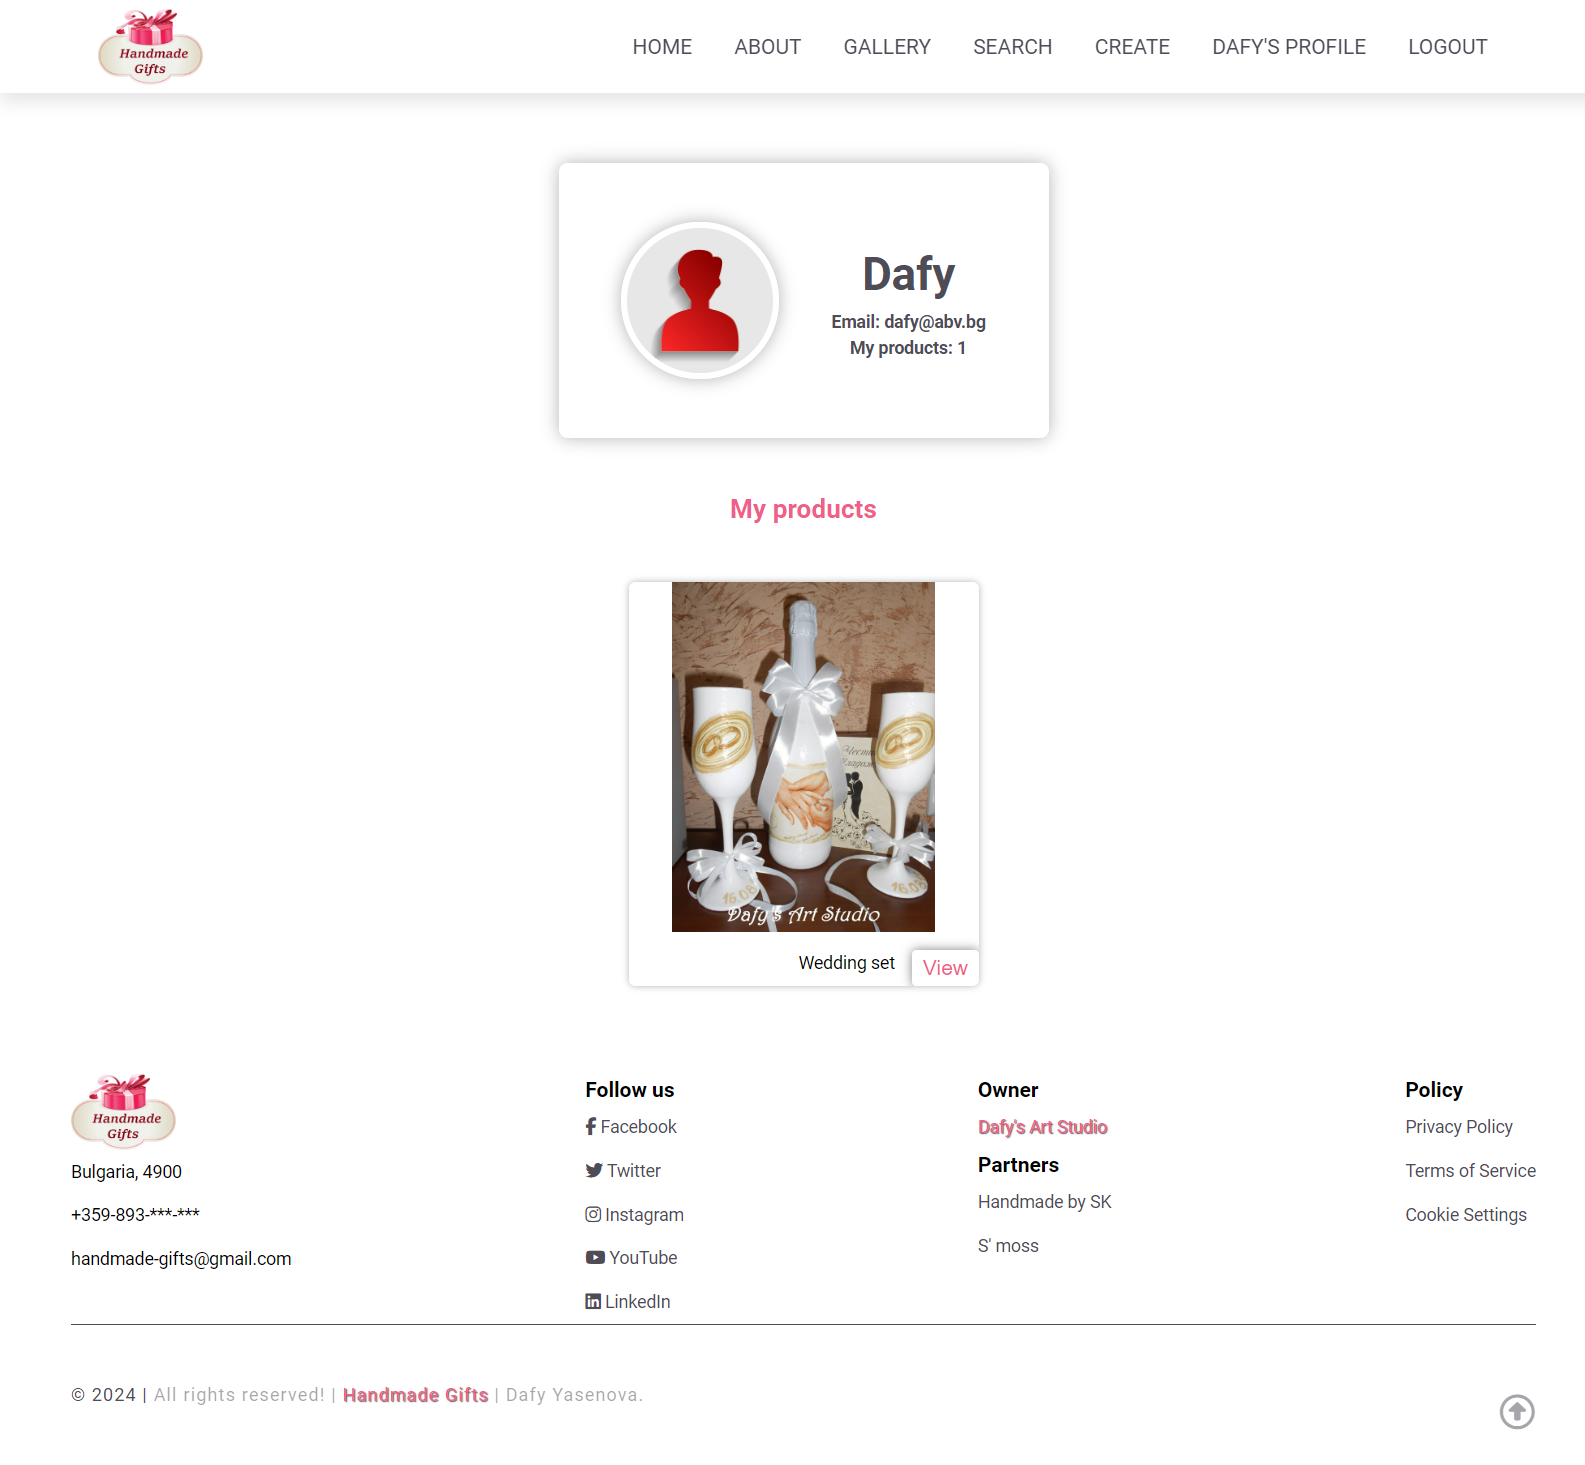 Handmade
Gifts
HOME
ABOUT
GALLERY
SEARCH
CREATE
DAFY'S PROFILE
LOGOUT
Dafy
Email: dafy@abv.bg
My products: 1
My products
16.08
16.08
Dafy's Art Studio
Wedding set
View
Handmade
Gifts
Bulgaria, 4900
+359-893-***-***
handmade-gifts@gmail.com
Follow us
Facebook
Twitter
Instagram
YouTube
LinkedIn
Owner
Dafy's Art Studio
Partners
Handmade by SK
S' moss
Policy
Privacy Policy
Terms of Service
Cookie Settings
© 2024 | All rights reserved! | Handmade Gifts | Dafy Yasenova.